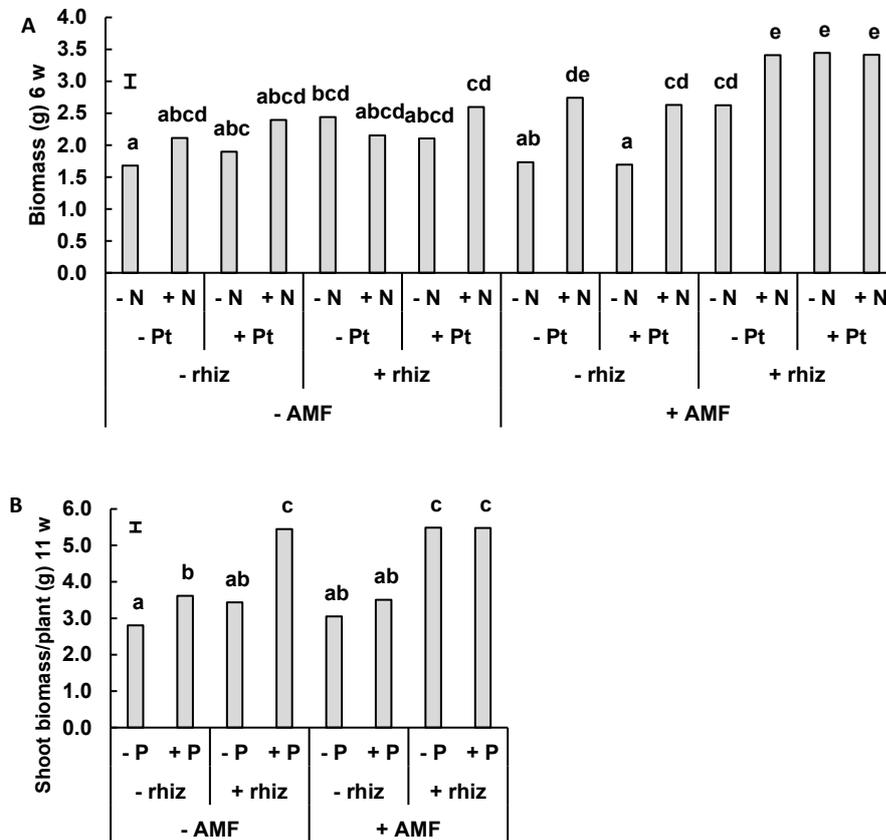 A
Biomass (g) 6 w
4.0
3.5
3.0
2.5
2.0
1.5
1.0
0.5
0.0
a abcd abc abcd bcd abcd abcd cd ab de a cd cd e e e
- N + N - N + N - N + N - N + N - N + N - N + N - N + N - N + N
- Pt + Pt - Pt + Pt - Pt + Pt - Pt + Pt
- rhiz + rhiz - rhiz + rhiz
- AMF + AMF
B
Shoot biomass/plant (g) 11 w
6.0
5.0
4.0
3.0
2.0
1.0
0.0
a b ab c ab ab c c
- P + P - P + P - P + P - P + P
- rhiz + rhiz - rhiz + rhiz
- AMF + AMF